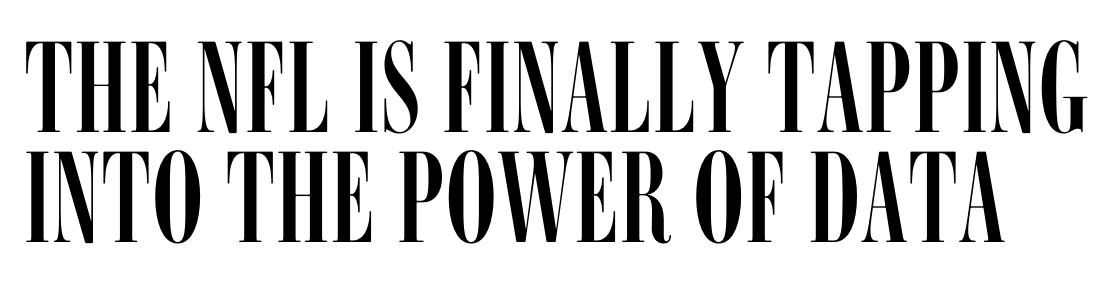 THE NFL IS FINALLY TAPPING
INTO THE POWER OF DATA